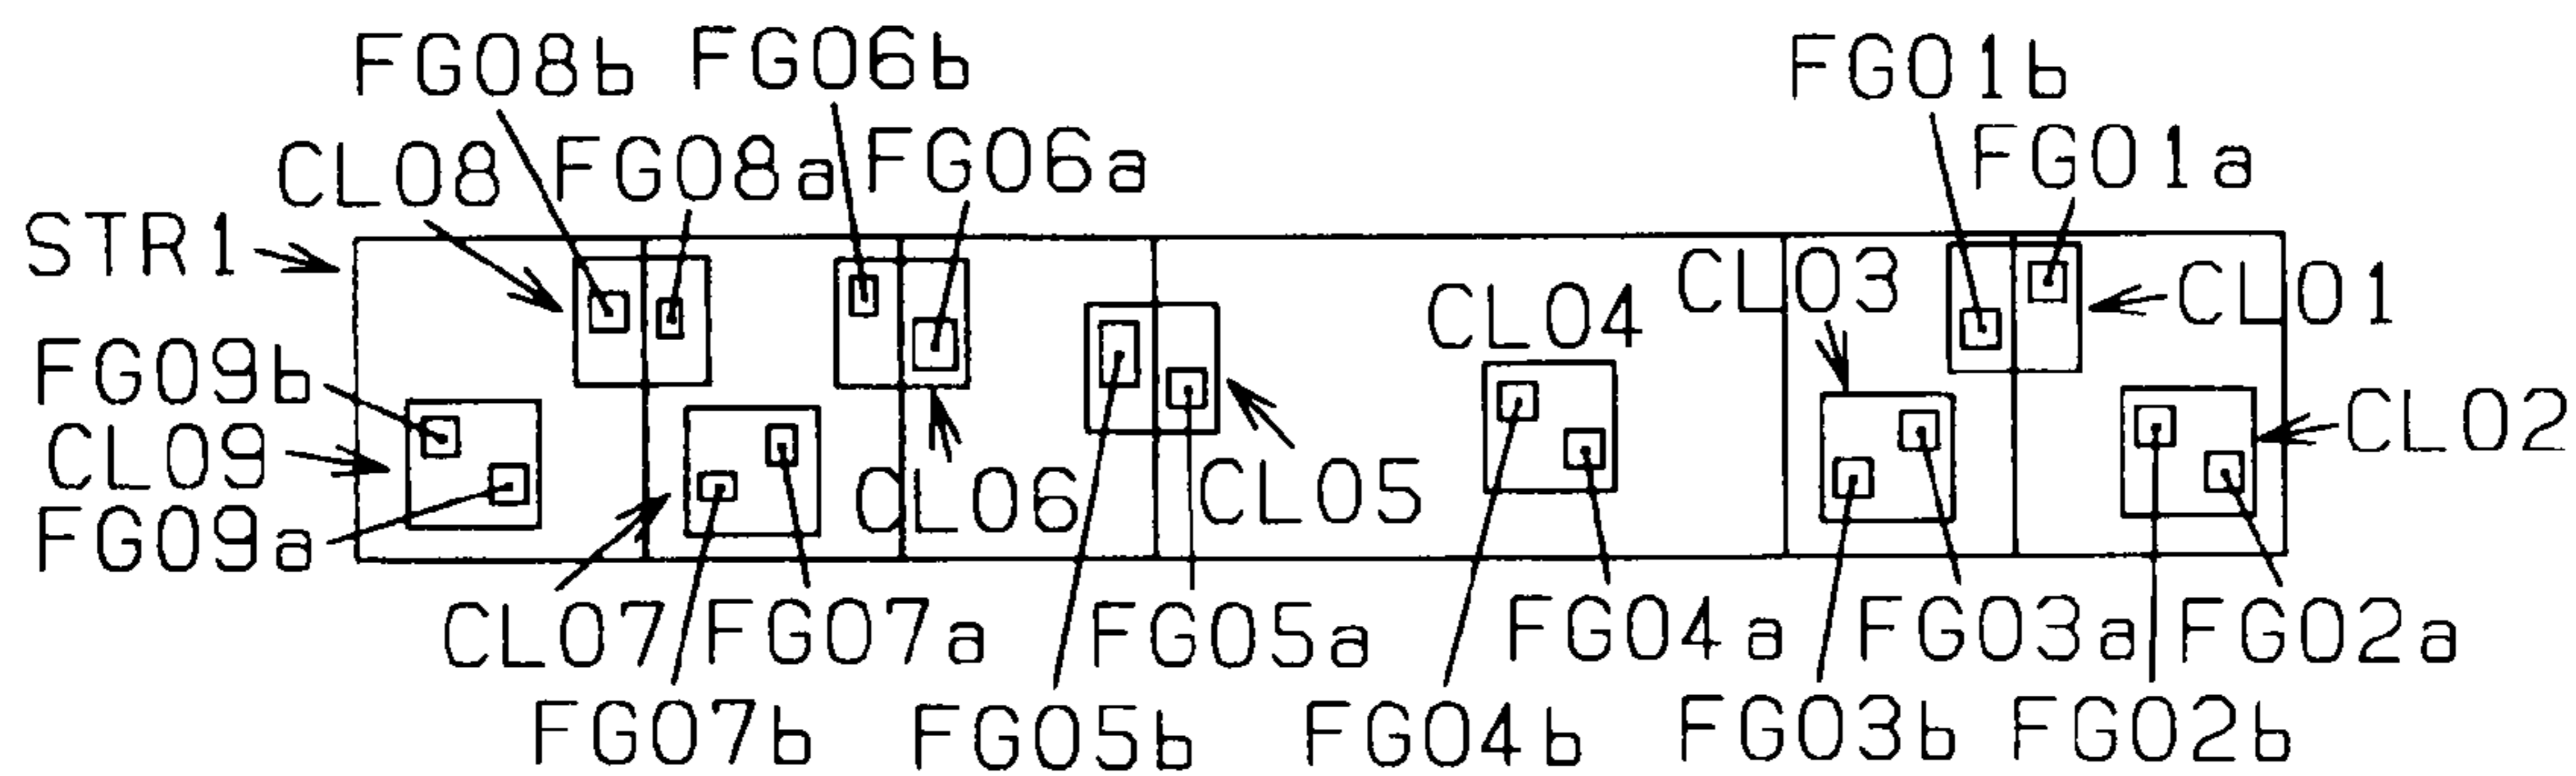 FG08b FG06b FG01b
CL08 FG08a FG06a FG01a
STR1 CL03 CL01
CL04
FG09b CL02
CL09 CL06 CL05
FG09a
CL07 FG07a FG05a FG04a FG03a FG02a
FG07b FG05b FG04b FG03b FG02b